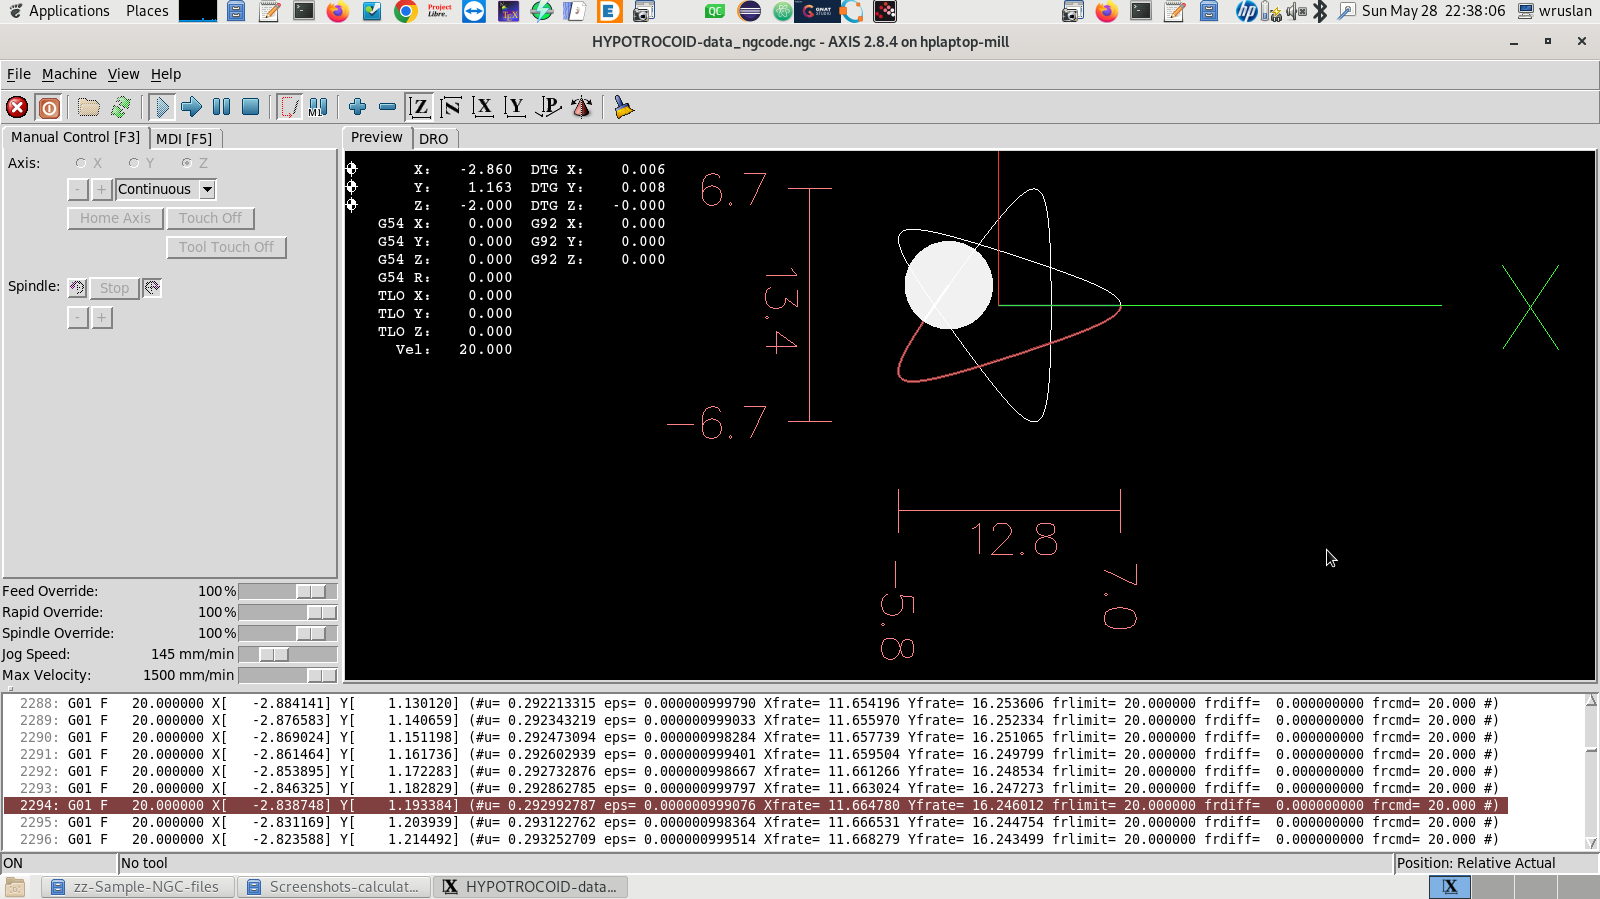 Applications Places Sun May 28 22:38:06 wruslan
HYPOTROCOID-data_ngcode.ngc - AXIS 2.8.4 on hplaptop-mill
File Machine View Help
Manual Control [F3] MDI [F5] Preview DRO
Axis: X Y Z
- + Continuous
Home Axis Touch Off
Tool Touch Off
Spindle: Stop
- +
X: -2.860 DTG X: 0.006
Y: 1.163 DTG Y: 0.008
Z: -2.000 DTG Z: -0.000
G54 X: 0.000 G92 X: 0.000
G54 Y: 0.000 G92 Y: 0.000
G54 Z: 0.000 G92 Z: 0.000
G54 R: 0.000
TLO X: 0.000
TLO Y: 0.000
TLO Z: 0.000
Vel: 20.000
6.7
13.4
-6.7
X
12.8
-5.8
7.0
Feed Override: 100%
Rapid Override: 100%
Spindle Override: 100%
Jog Speed: 145 mm/min
Max Velocity: 1500 mm/min
2288: G01 F 20.000000 X[ -2.884141] Y[ 1.130120] (#u= 0.292213315 eps= 0.000000999790 Xfrate= 11.654196 Yfrate= 16.253606 frlimit= 20.000000 frdiff= 0.000000000 frcmd= 20.000 #)
2289: G01 F 20.000000 X[ -2.876583] Y[ 1.140659] (#u= 0.292343219 eps= 0.000000999033 Xfrate= 11.655970 Yfrate= 16.252334 frlimit= 20.000000 frdiff= 0.000000000 frcmd= 20.000 #)
2290: G01 F 20.000000 X[ -2.869024] Y[ 1.151198] (#u= 0.292473094 eps= 0.000000998284 Xfrate= 11.657739 Yfrate= 16.251065 frlimit= 20.000000 frdiff= 0.000000000 frcmd= 20.000 #)
2291: G01 F 20.000000 X[ -2.861464] Y[ 1.161736] (#u= 0.292602939 eps= 0.000000999401 Xfrate= 11.659504 Yfrate= 16.249799 frlimit= 20.000000 frdiff= 0.000000000 frcmd= 20.000 #)
2292: G01 F 20.000000 X[ -2.853895] Y[ 1.172283] (#u= 0.292732876 eps= 0.000000998667 Xfrate= 11.661266 Yfrate= 16.248534 frlimit= 20.000000 frdiff= 0.000000000 frcmd= 20.000 #)
2293: G01 F 20.000000 X[ -2.846325] Y[ 1.182829] (#u= 0.292862785 eps= 0.000000999797 Xfrate= 11.663024 Yfrate= 16.247273 frlimit= 20.000000 frdiff= 0.000000000 frcmd= 20.000 #)
2294: G01 F 20.000000 X[ -2.838748] Y[ 1.193384] (#u= 0.292992787 eps= 0.000000999076 Xfrate= 11.664780 Yfrate= 16.246012 frlimit= 20.000000 frdiff= 0.000000000 frcmd= 20.000 #)
2295: G01 F 20.000000 X[ -2.831169] Y[ 1.203939] (#u= 0.293122762 eps= 0.000000998364 Xfrate= 11.666531 Yfrate= 16.244754 frlimit= 20.000000 frdiff= 0.000000000 frcmd= 20.000 #)
2296: G01 F 20.000000 X[ -2.823588] Y[ 1.214492] (#u= 0.293252709 eps= 0.000000999514 Xfrate= 11.668279 Yfrate= 16.243499 frlimit= 20.000000 frdiff= 0.000000000 frcmd= 20.000 #)
ON No tool Position: Relative Actual
zz-Sample-NGC-files Screenshots-calculat... HYPOTROCOID-data...